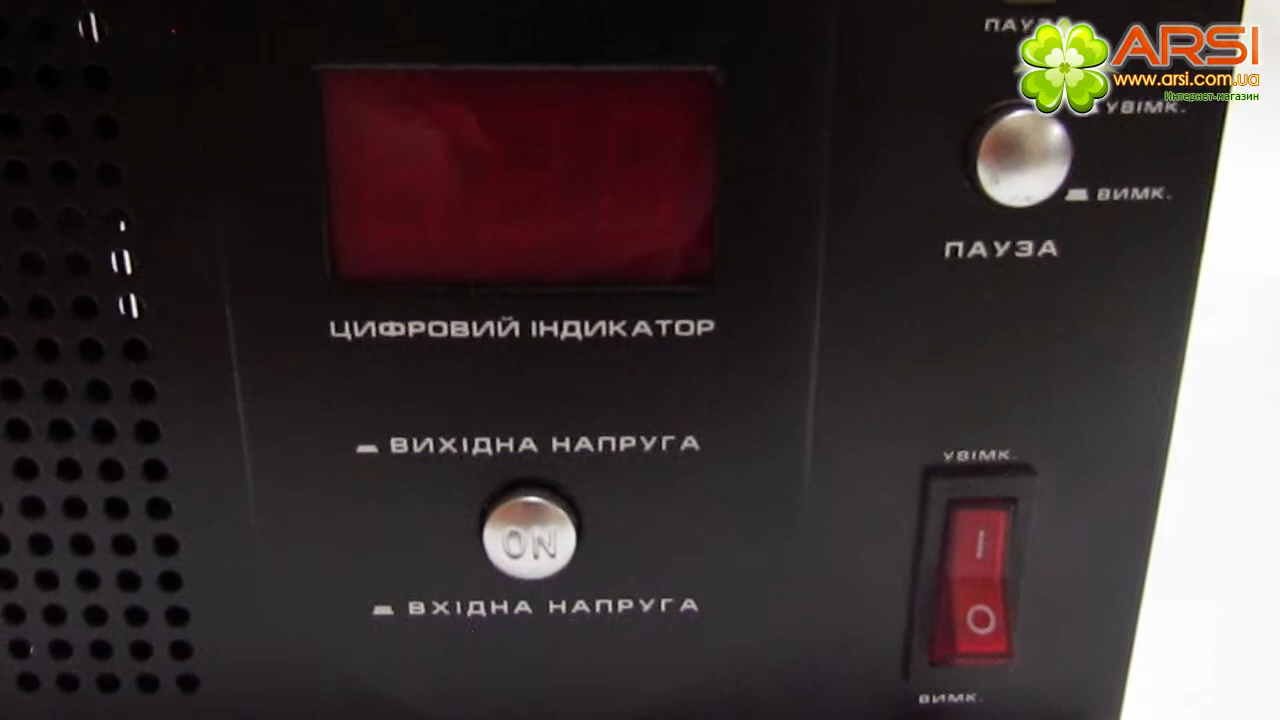 ПАУЗА
ARSI
www.arsi.com.ua
Интернет-магазин
УВІМК.
ВИМК.
ПАУЗА
ЦИФРОВИЙ ІНДИКАТОР
ВИХІДНА НАПРУГА
УВІМК.
ON
I
O
ВХІДНА НАПРУГА
ВИМК.